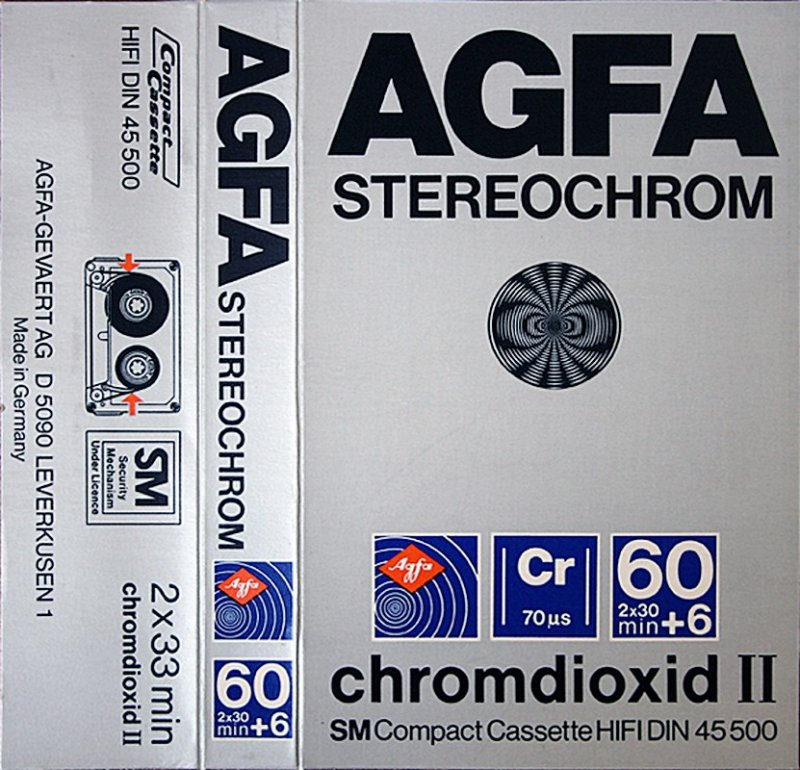 Compact
Cassette
HIFI DIN 45 500
AGFA-GEVAERT AG D 5090 LEVERKUSEN 1
Made in Germany
SM
Security
Mechanism
Under Licence
2 x 33 min
chromdioxid II
AGFA STEREOCHROM
Agfa
60
2x30
min +6
AGFA
STEREOCHROM
Agfa
Cr
70 µs
60
2x30
min +6
chromdioxid II
SM Compact Cassette HIFI DIN 45 500